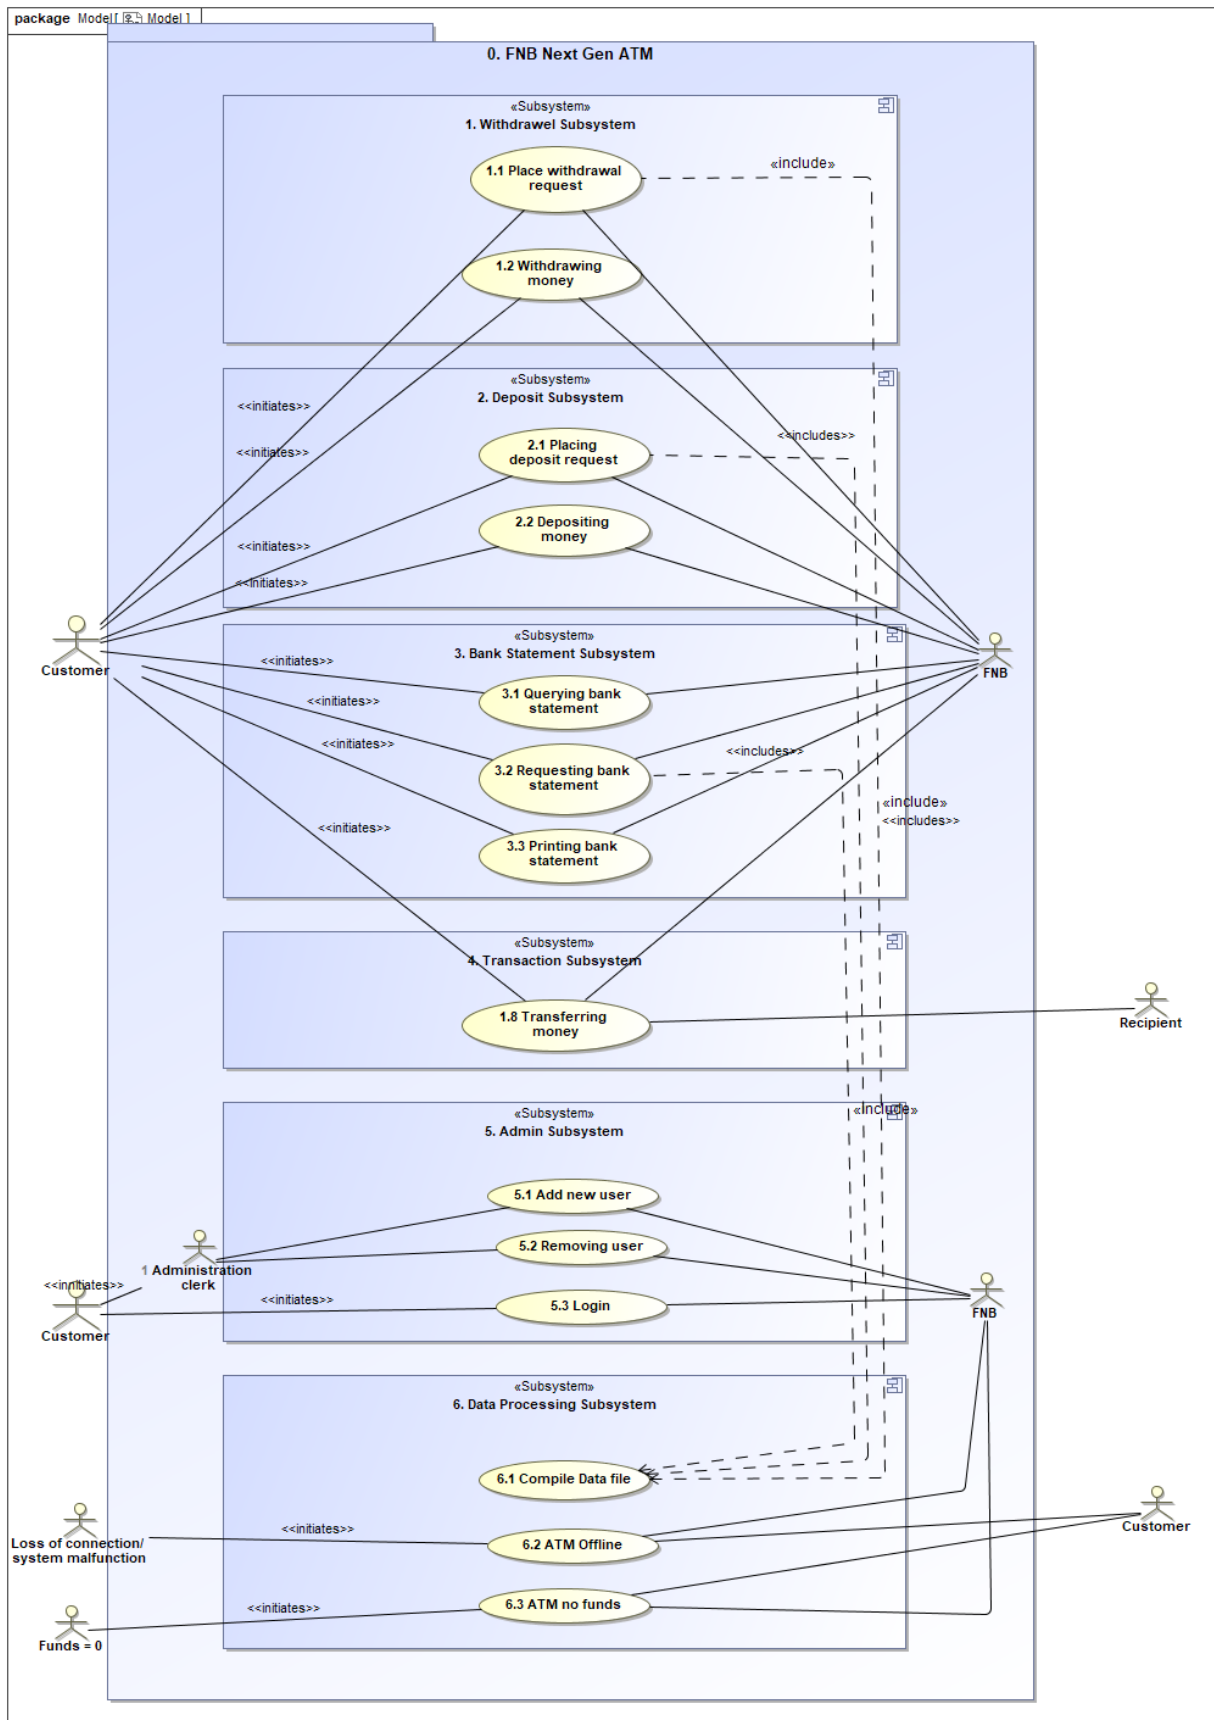 package Model [ Model ]
0. FNB Next Gen ATM
«Subsystem»
1. Withdrawel Subsystem
«include»
1.1 Place withdrawal
request
1.2 Withdrawing
money
«Subsystem»
2. Deposit Subsystem
<<initiates>>
<<includes>>
2.1 Placing
deposit request
<<initiates>>
2.2 Depositing
money
<<initiates>>
<<initiates>>
«Subsystem»
3. Bank Statement Subsystem
<<initiates>>
Customer
FNB
3.1 Querying bank
statement
<<initiates>>
<<initiates>>
<<includes>>
3.2 Requesting bank
statement
«include»
<<includes>>
<<initiates>>
3.3 Printing bank
statement
«Subsystem»
4. Transaction Subsystem
1.8 Transferring
money
Recipient
«Subsystem»
«include»
5. Admin Subsystem
5.1 Add new user
5.2 Removing user
1 Administration
clerk
<<initiates>>
<<initiates>>
5.3 Login
Customer
FNB
«Subsystem»
6. Data Processing Subsystem
6.1 Compile Data file
<<initiates>>
Customer
Loss of connection/
system malfunction
6.2 ATM Offline
<<initiates>>
6.3 ATM no funds
Funds = 0